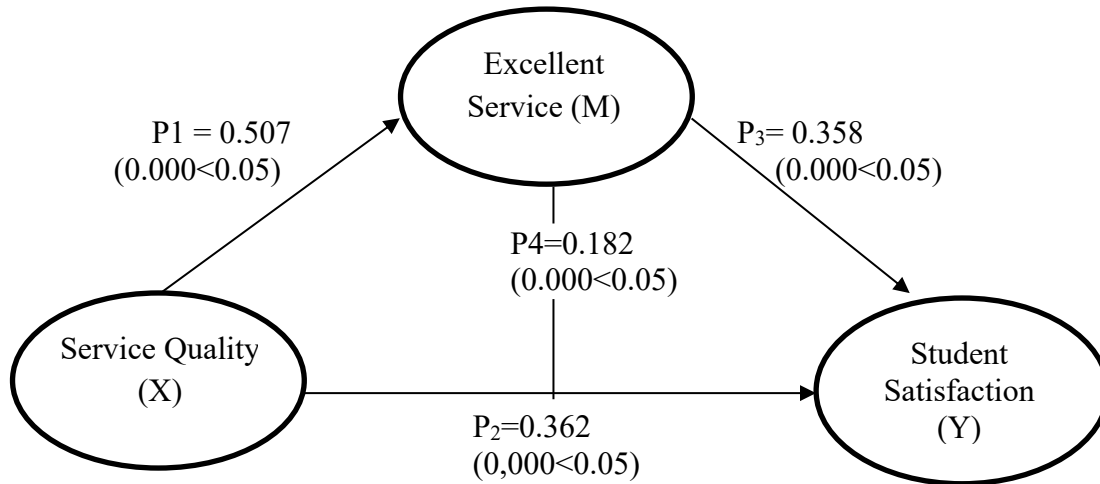 Excellent
Service (M)
P1 = 0.507
(0.000<0.05)
P₃= 0.358
(0.000<0.05)
P4=0.182
(0.000<0.05)
Service Quality
(X)
Student
Satisfaction
(Y)
P₂=0.362
(0,000<0.05)